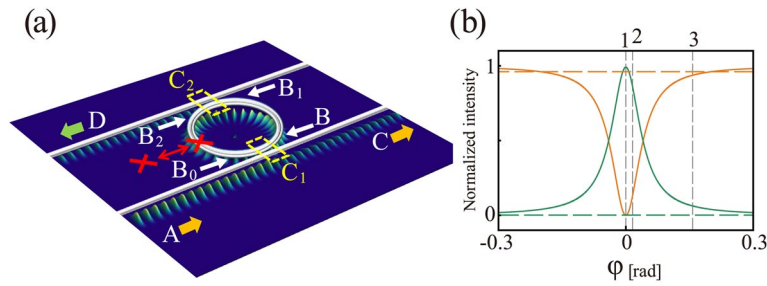 (a)
C₂
B₁
D
B
B₂
C
B₀
C₁
A
(b)
1 2 3
Normalized intensity
1
0
-0.3 0 0.3
φ [rad]